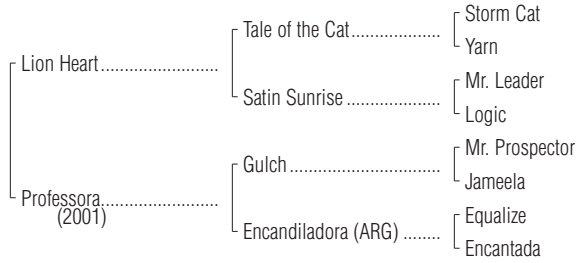 Storm Cat
Tale of the Cat....................
Yarn
Lion Heart..........................
Mr. Leader
Satin Sunrise.....................
Logic
Mr. Prospector
Gulch.................................
Jameela
Professora..........................
(2001)
Equalize
Encandiladora (ARG)........
Encantada